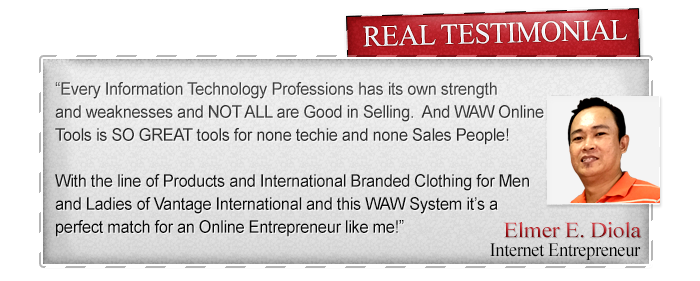 REAL TESTIMONIAL
“Every Information Technology Professions has its own strength
and weaknesses and NOT ALL are Good in Selling. And WAW Online
Tools is SO GREAT tools for none techie and none Sales People!
With the line of Products and International Branded Clothing for Men
and Ladies of Vantage International and this WAW System it’s a
perfect match for an Online Entrepreneur like me!”
Elmer E. Diola
Internet Entrepreneur